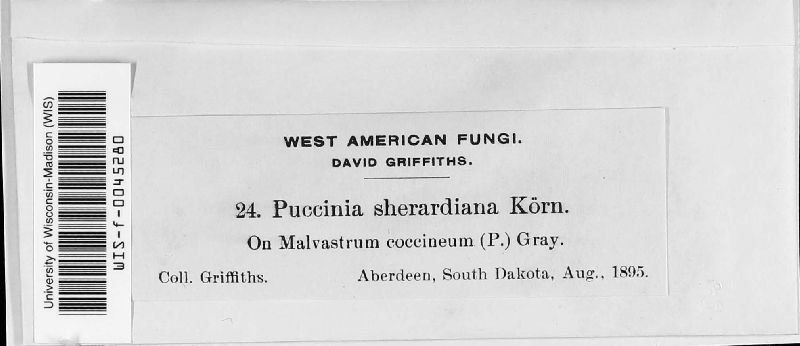 University of Wisconsin-Madison (WIS)
WIS-f-0045280
WEST AMERICAN FUNGI.
DAVID GRIFFITHS.
24. Puccinia sherardiana Körn.
On Malvastrum coccineum (P.) Gray.
Coll. Griffiths. Aberdeen, South Dakota, Aug., 1895.